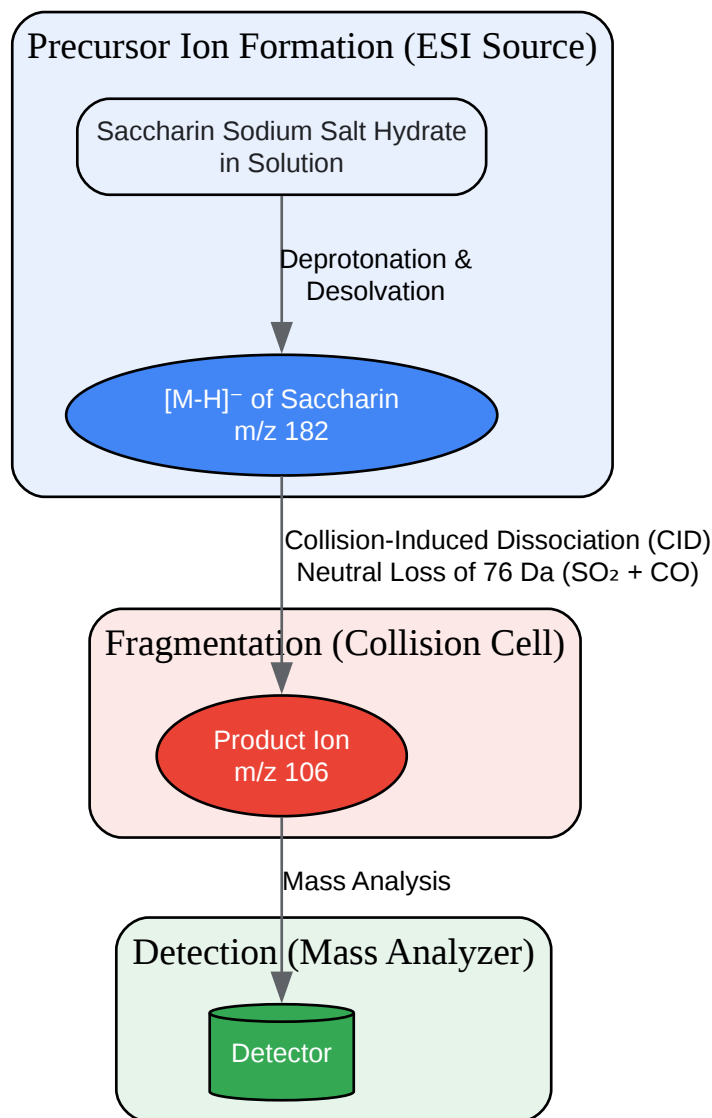 Precursor Ion Formation (ESI Source)
Saccharin Sodium Salt Hydrate
in Solution
Deprotonation &
Desolvation
[M-H]⁻ of Saccharin
m/z 182
Collision-Induced Dissociation (CID)
Neutral Loss of 76 Da (SO₂ + CO)
Fragmentation (Collision Cell)
Product Ion
m/z 106
Mass Analysis
Detection (Mass Analyzer)
Detector